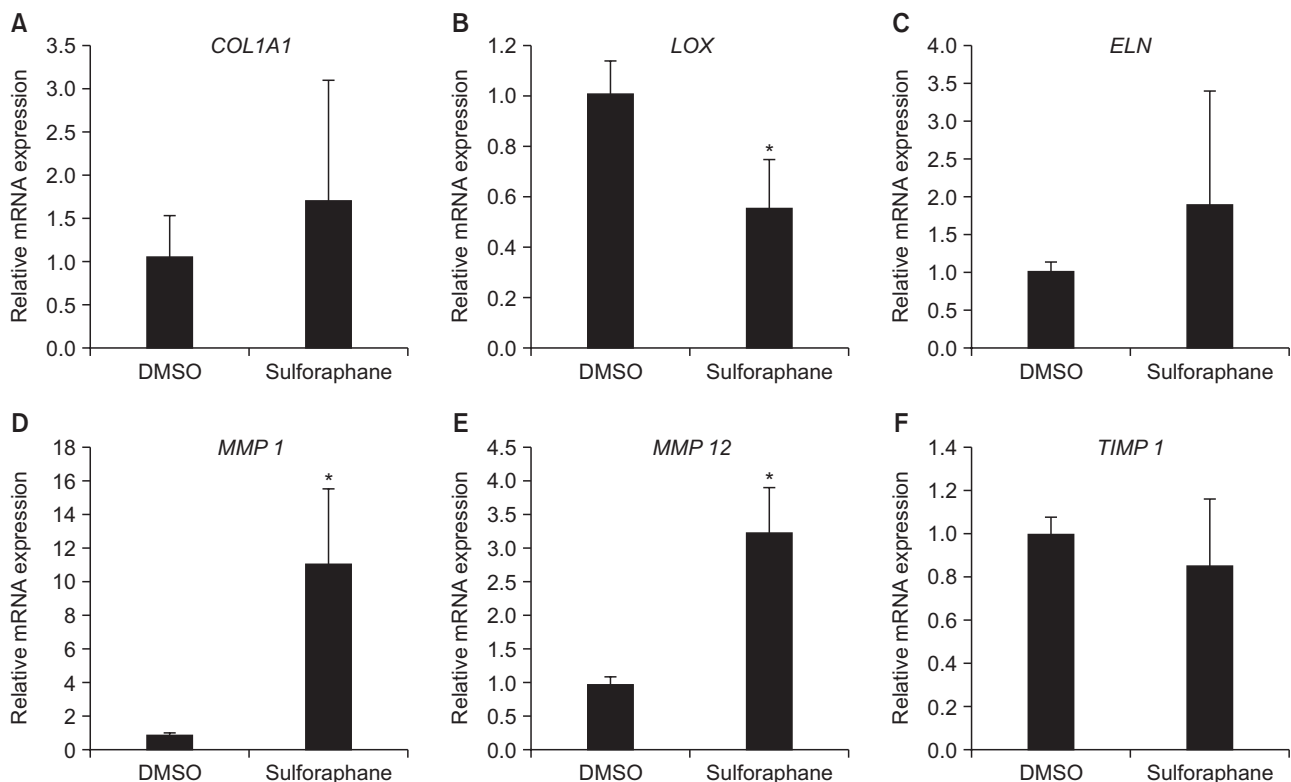 A
COL1A1
Relative mRNA expression
3.5
3.0
2.5
2.0
1.5
1.0
0.5
0.0
DMSO Sulforaphane
B
LOX
Relative mRNA expression
1.2
1.0
0.8
0.6
0.4
0.2
0.0
*
DMSO Sulforaphane
C
ELN
Relative mRNA expression
4.0
3.5
3.0
2.5
2.0
1.5
1.0
0.5
0.0
DMSO Sulforaphane
D
MMP 1
Relative mRNA expression
18
16
14
12
10
8
6
4
2
0
*
DMSO Sulforaphane
E
MMP 12
Relative mRNA expression
4.5
4.0
3.5
3.0
2.5
2.0
1.5
1.0
0.5
0.0
*
DMSO Sulforaphane
F
TIMP 1
Relative mRNA expression
1.4
1.2
1.0
0.8
0.6
0.4
0.2
0.0
DMSO Sulforaphane